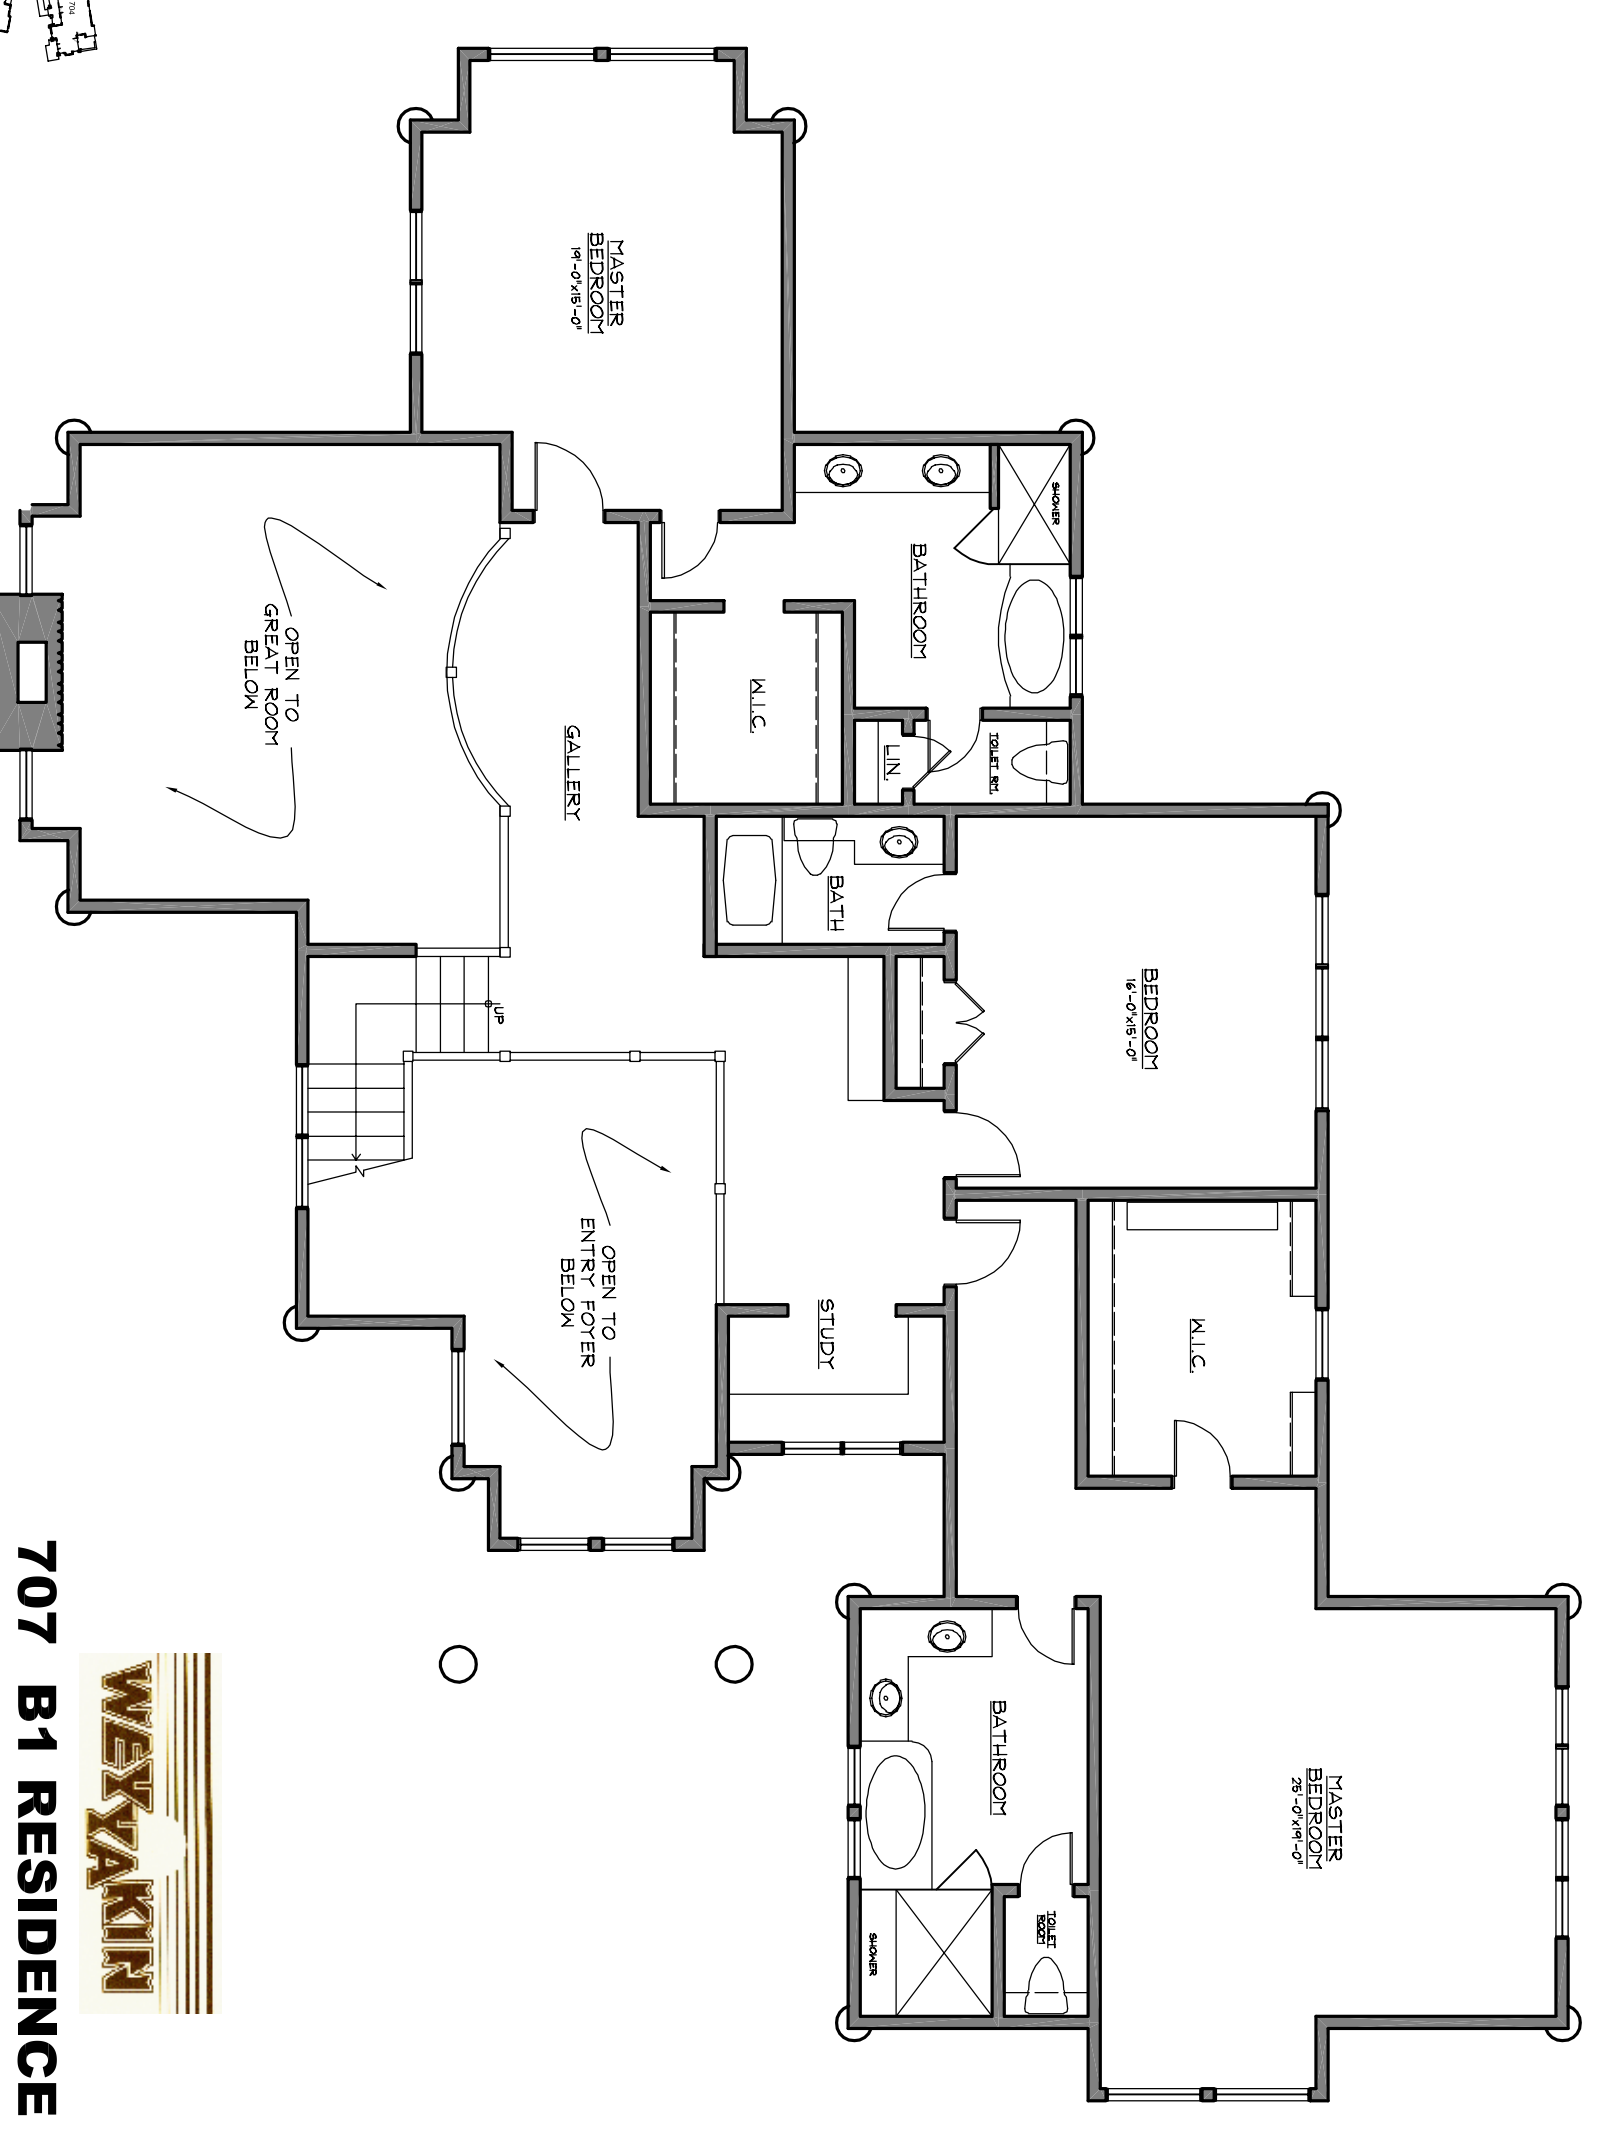 704
MASTER
BEDROOM
19'-0"x15'-0"
SHOWER
BATHROOM
W.I.C.
LIN.
TOILET RM.
OPEN TO
GREAT ROOM
BELOW
GALLERY
BATH
BEDROOM
16'-0"x15'-0"
UP
OPEN TO
ENTRY FOYER
BELOW
STUDY
W.I.C.
BATHROOM
MASTER
BEDROOM
25'-0"x19'-0"
TOILET
ROOM
SHOWER
WEYYAKIN
707 B1 RESIDENCE